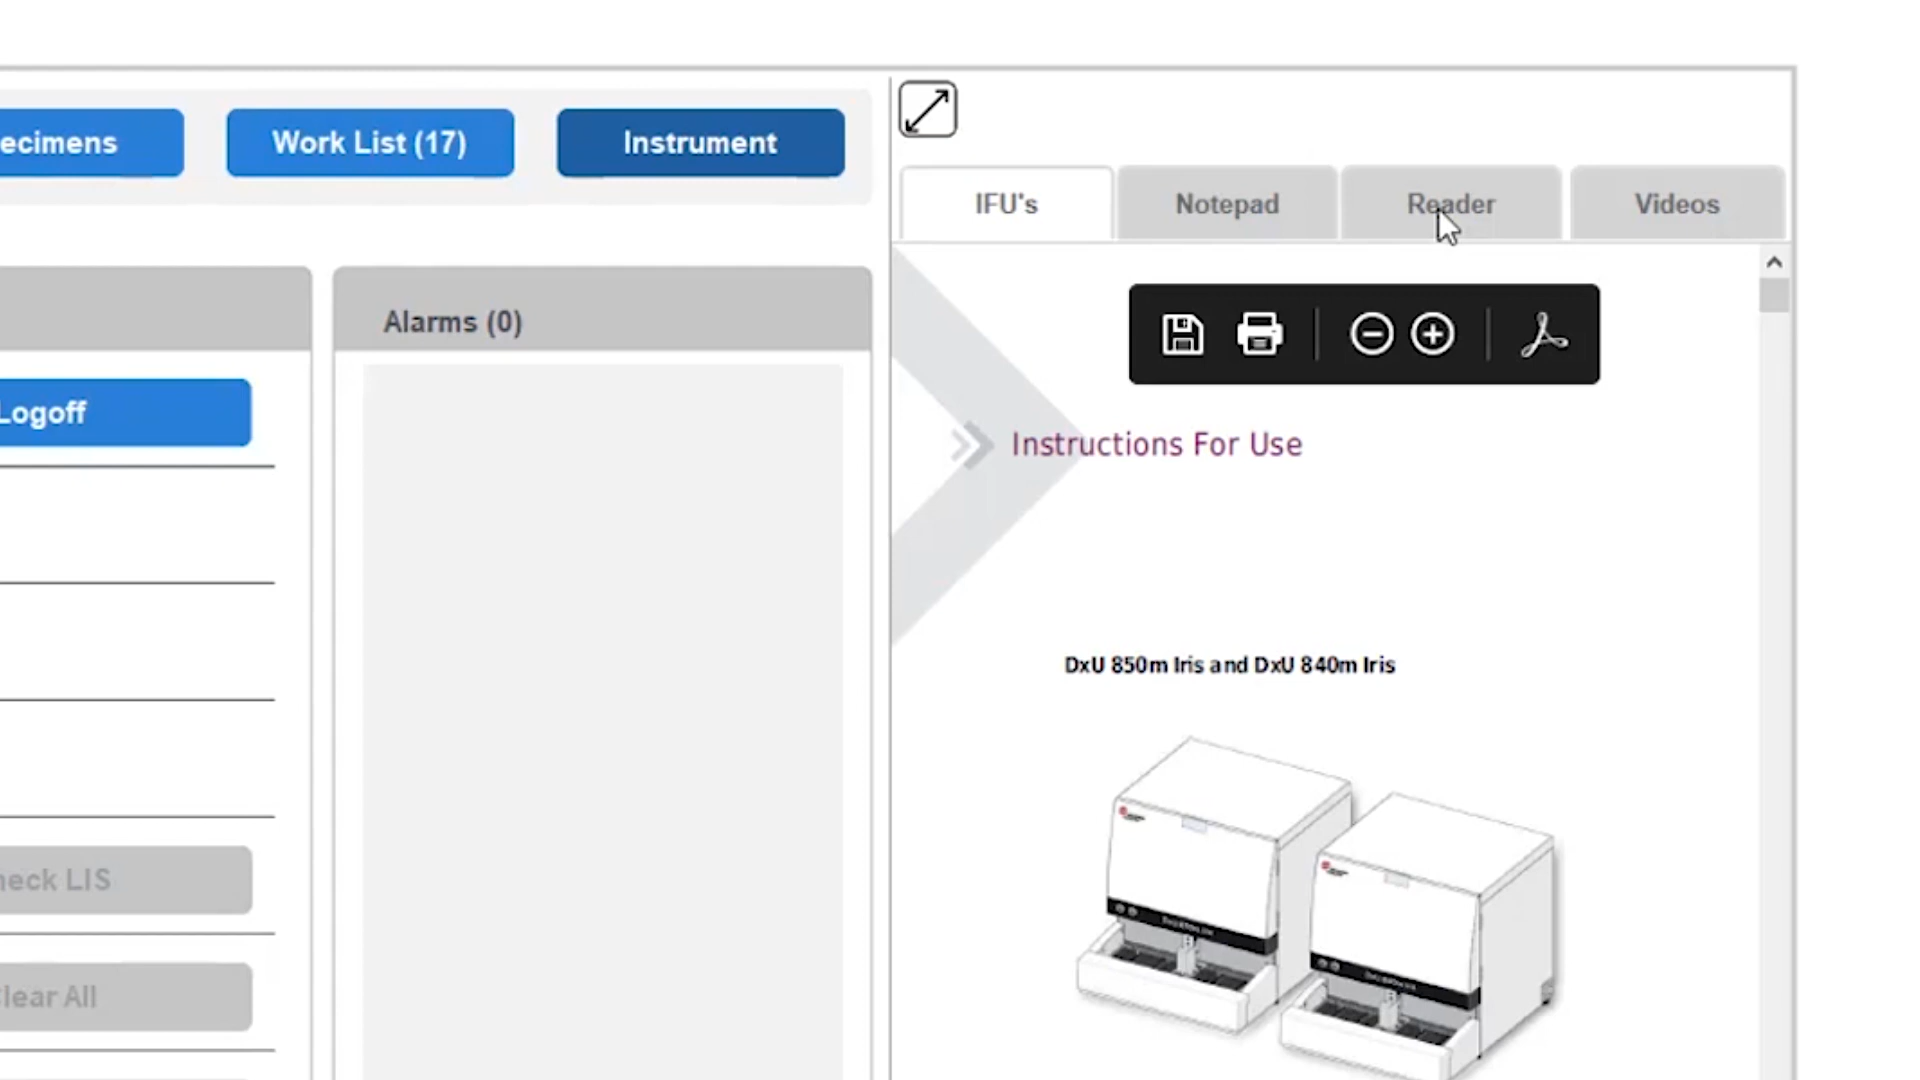 ecimens
Work List (17)
Instrument
IFU's
Notepad
Reader
Videos
Alarms (0)
Logoff
Instructions For Use
DxU 850m Iris and DxU 840m Iris
heck LIS
lear All